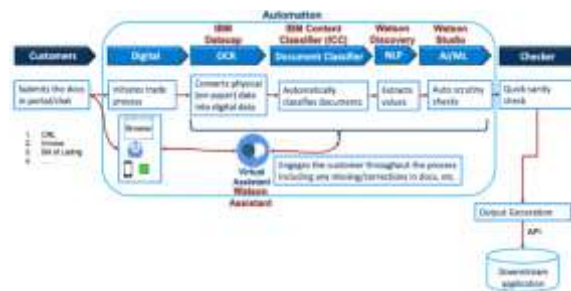 Automation
IBM
Datacap
IBM Content
Classifier (ICC)
Watson
Discovery
Watson
Studio
Customers
Digital
OCR
Document Classifier
NLP
AI/ML
Checker
Submits the docs
in portal/chat
Initiates trade
process
Converts physical
data
into digital data
Automatically
classifies documents
Extracts
values
Auto scrutiny
checks
Quick sanity
check
1.
2. Invoice
3. Bill of Lading
4.
Browser
Virtual
Assistant
Watson
Assistant
Engages the customer throughout the process
including any missing/corrections in docs, etc.
Output Generation
API
Downstream
application